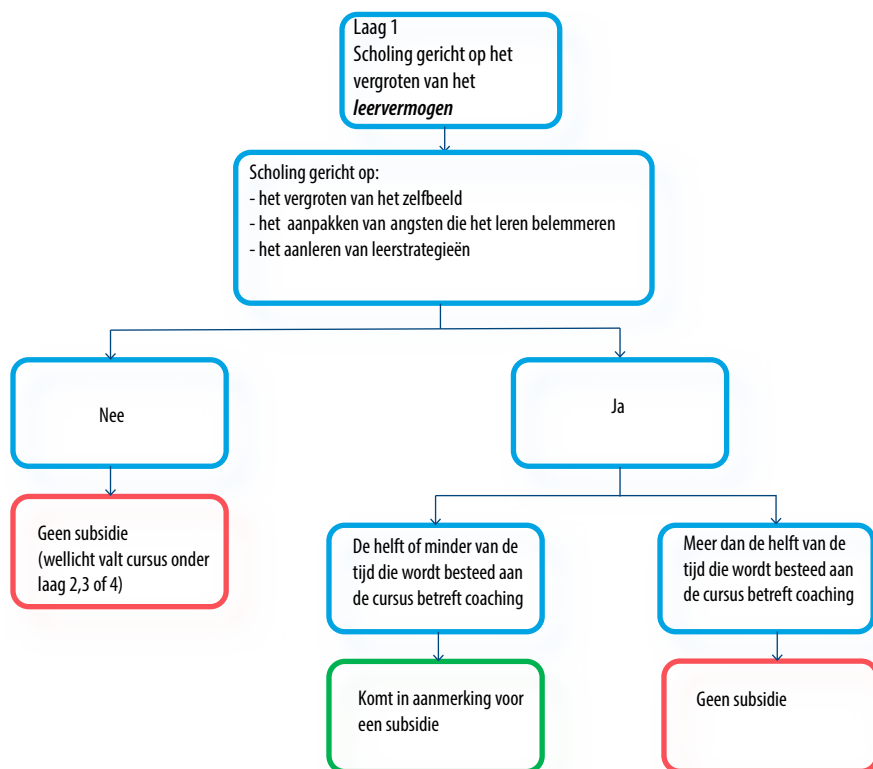 Laag 1
Scholing gericht op het
vergroten van het
leervermogen
Scholing gericht op:
- het vergroten van het zelfbeeld
- het aanpakken van angsten die het leren belemmeren
- het aanleren van leerstrategieën
Nee
Ja
Geen subsidie
(wellicht valt cursus onder
laag 2,3 of 4)
De helft of minder van de
tijd die wordt besteed aan
de cursus betreft coaching
Meer dan de helft van de
tijd die wordt besteed aan
de cursus betreft coaching
Komt in aanmerking voor
een subsidie
Geen subsidie